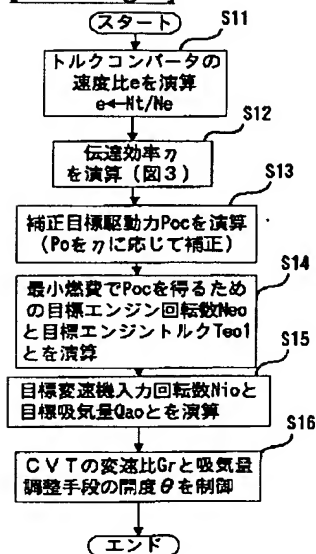 スタート
S11
トルクコンバータの
速度比eを演算
e←Nt/Ne
S12
伝達効率η
を演算（図3）
S13
補正目標駆動力Pocを演算
（Poをηに応じて補正）
S14
最小燃費でPocを得るため
の目標エンジン回転数Neo
と目標エンジントルクTeo1
とを演算
S15
目標変速機入力回転数Nioと
目標吸気量Qaoとを演算
S16
CVTの変速比Grと吸気量
調整手段の開度θを制御
エンド